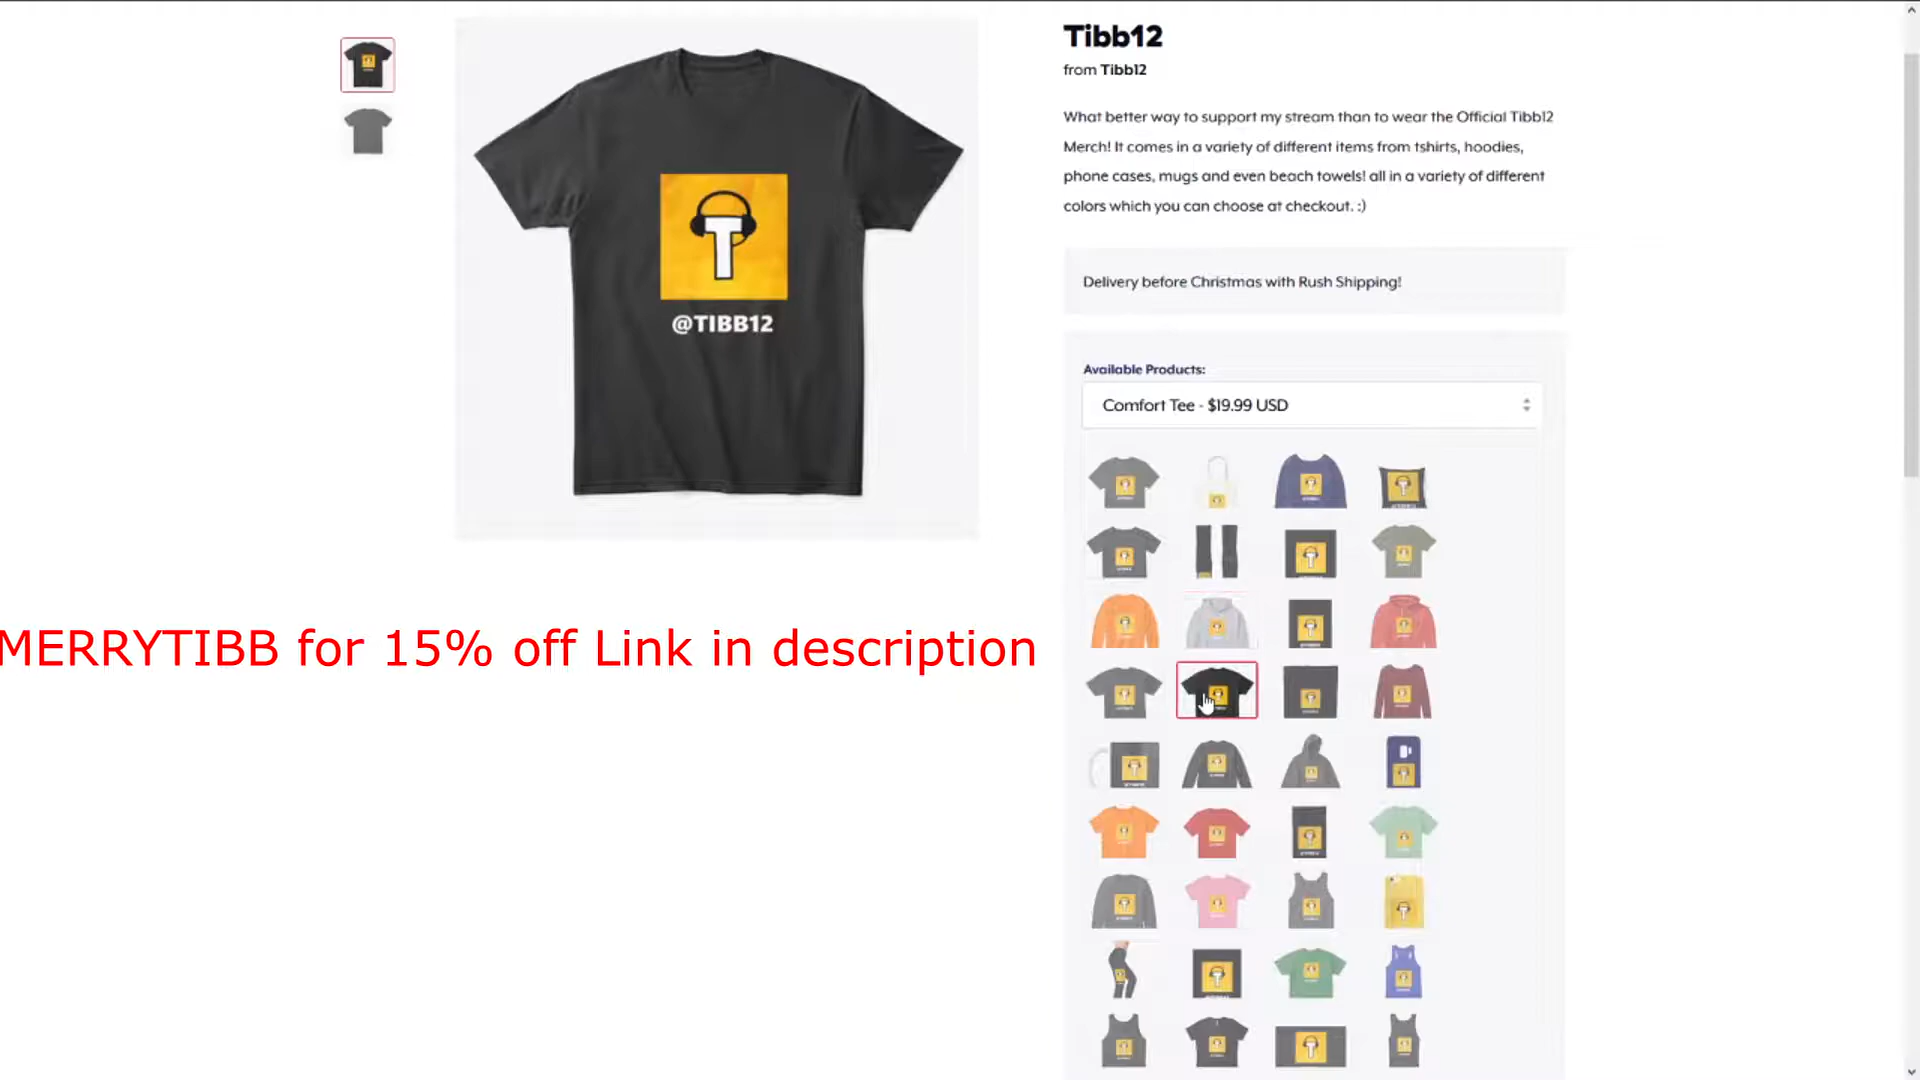 Tibb12
from Tibb12
What better way to support my stream than to wear the Official Tibb12
Merch! It comes in a variety of different items from tshirts, hoodies,
phone cases, mugs and even beach towels! all in a variety of different
colors which you can choose at checkout. :)
Delivery before Christmas with Rush Shipping!
Available Products:
Comfort Tee - $19.99 USD
T
@TIBB12
MERRYTIBB for 15% off Link in description